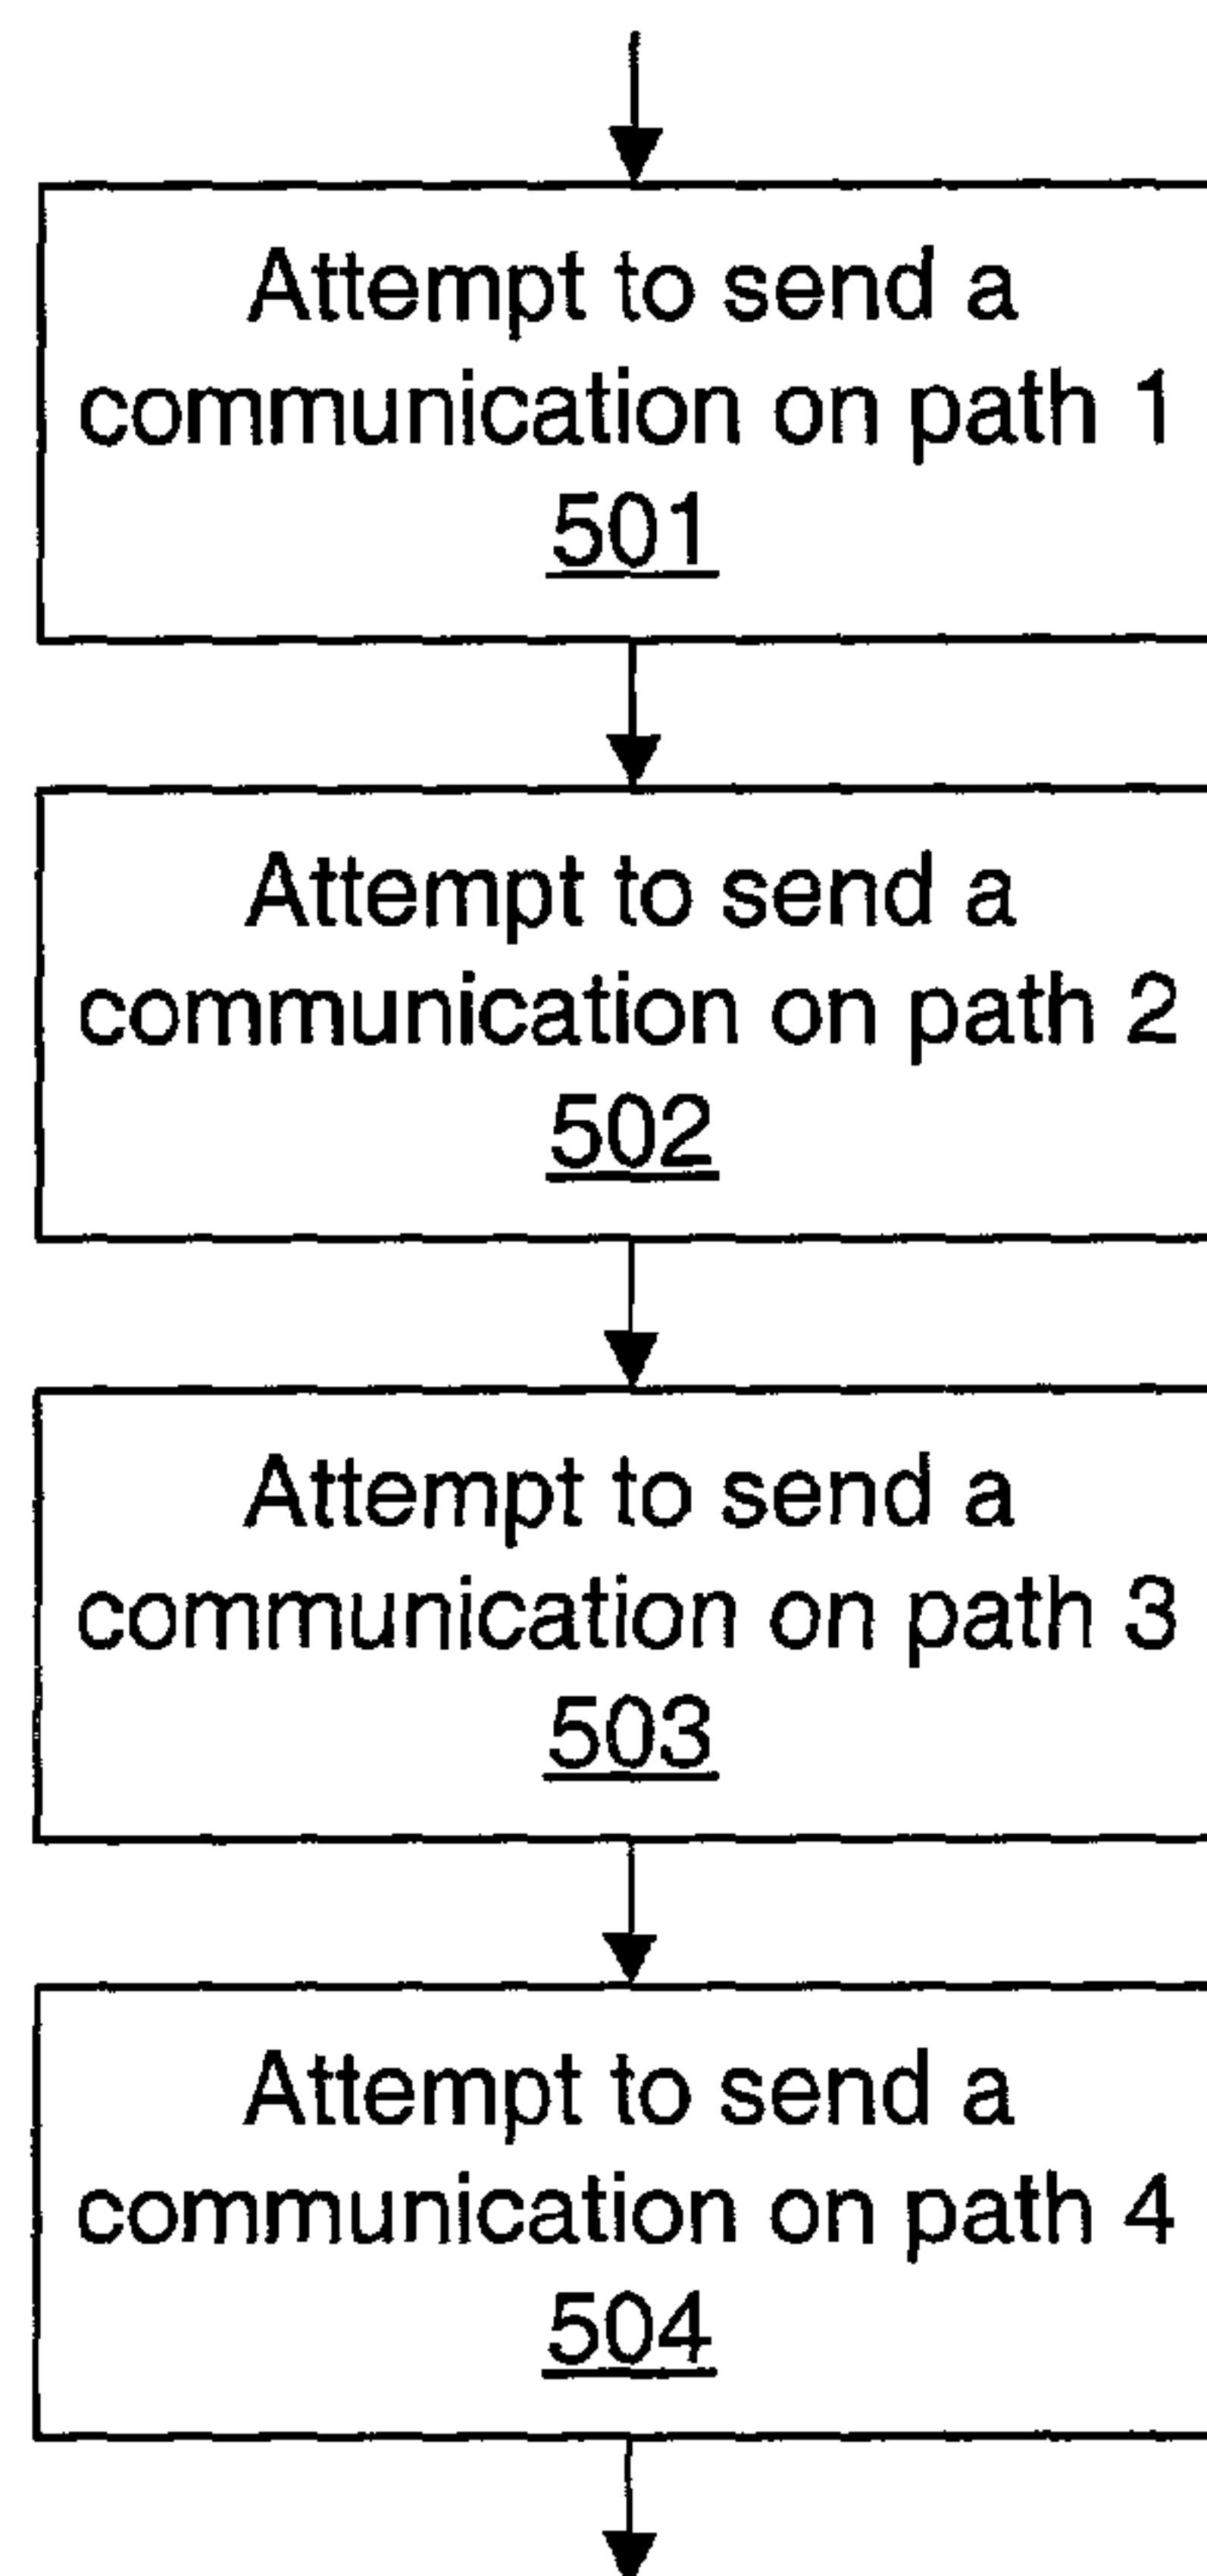 Attempt to send a
communication on path 1
501
Attempt to send a
communication on path 2
502
Attempt to send a
communication on path 3
503
Attempt to send a
communication on path 4
504